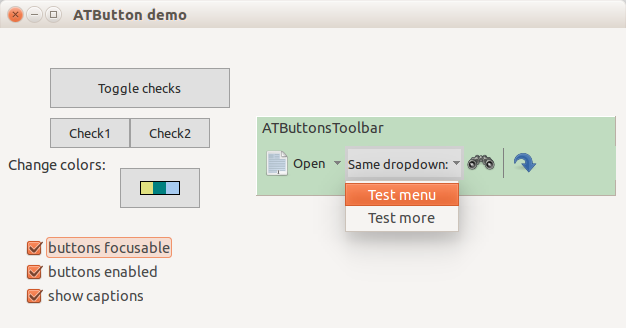 ATButton demo
Toggle checks
Check1 Check2
Change colors:
ATButtonsToolbar
Open Same dropdown:
Test menu
Test more
buttons focusable
buttons enabled
show captions